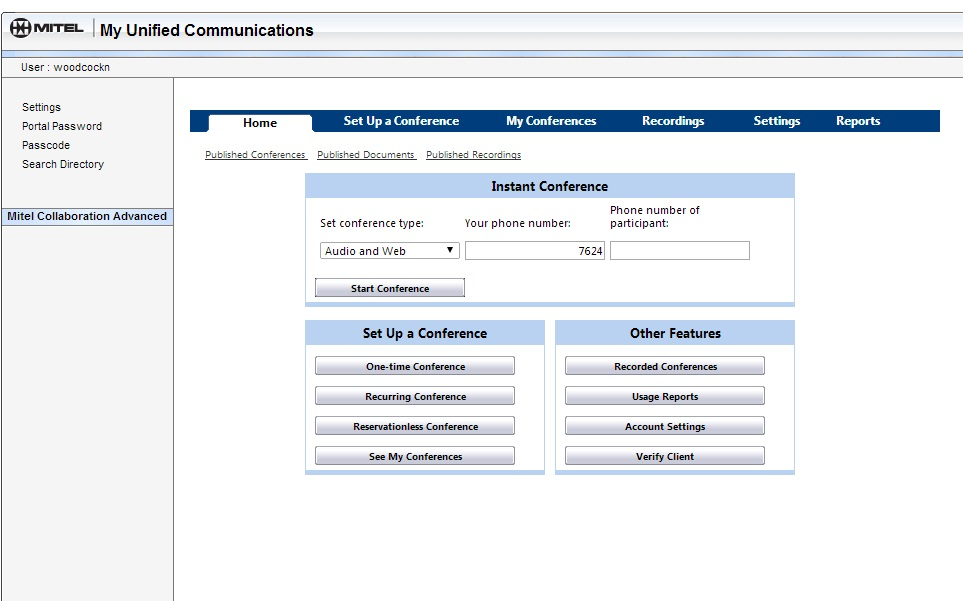 MITEL | My Unified Communications
User : woodcockn
Settings
Portal Password
Passcode
Search Directory
Mitel Collaboration Advanced
Home Set Up a Conference My Conferences Recordings Settings Reports
Published Conferences Published Documents Published Recordings
Instant Conference
Set conference type:
Your phone number:
Phone number of
participant:
Audio and Web
7624
Start Conference
Set Up a Conference
One-time Conference
Recurring Conference
Reservationless Conference
See My Conferences
Other Features
Recorded Conferences
Usage Reports
Account Settings
Verify Client